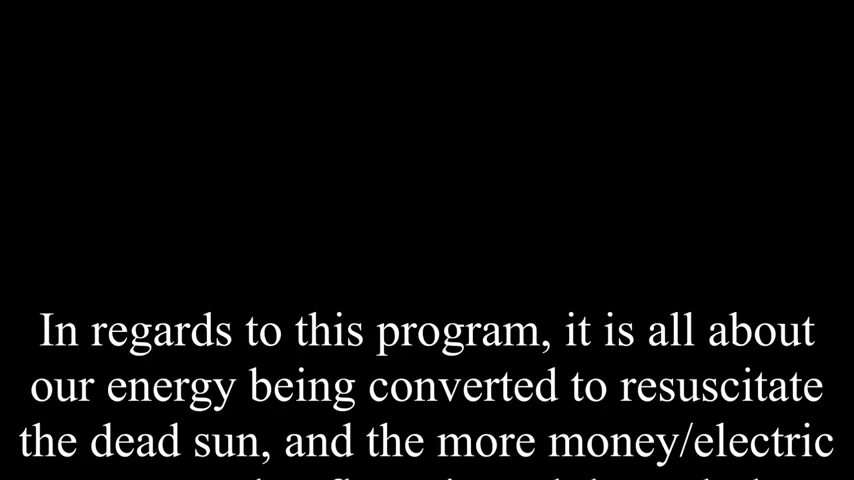 In regards to this program, it is all about
our energy being converted to resuscitate
the dead sun, and the more money/electric